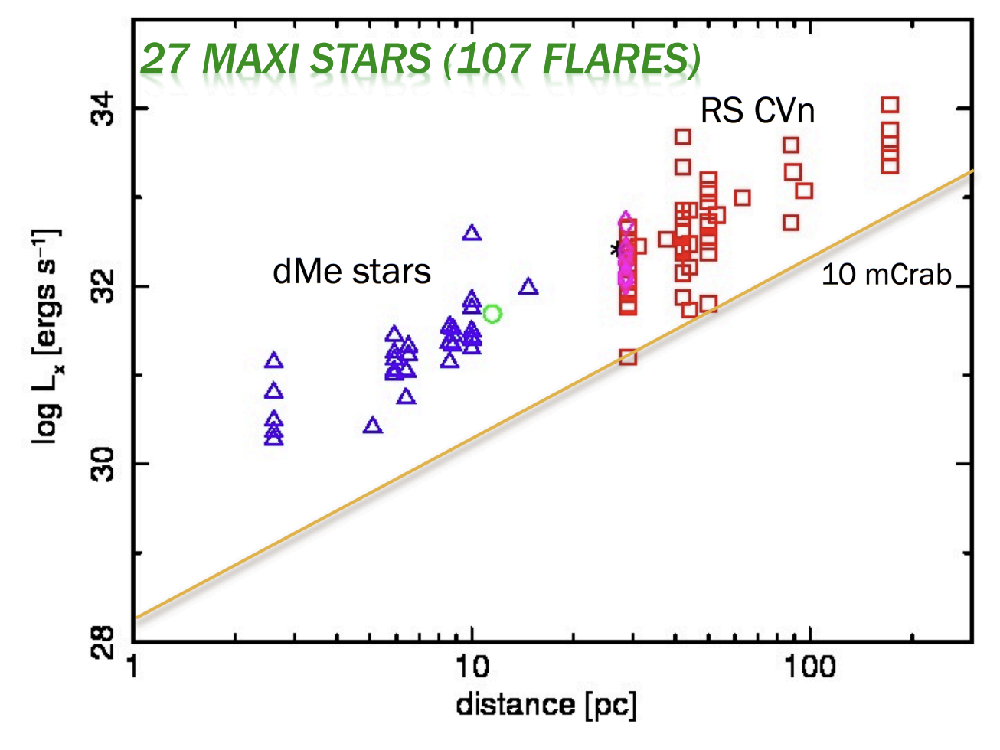 27 MAXI STARS (107 FLARES)
RS CVn
dMe stars
10 mCrab
log Lₓ [ergs s⁻¹]
34
32
30
28
1
10
100
distance [pc]